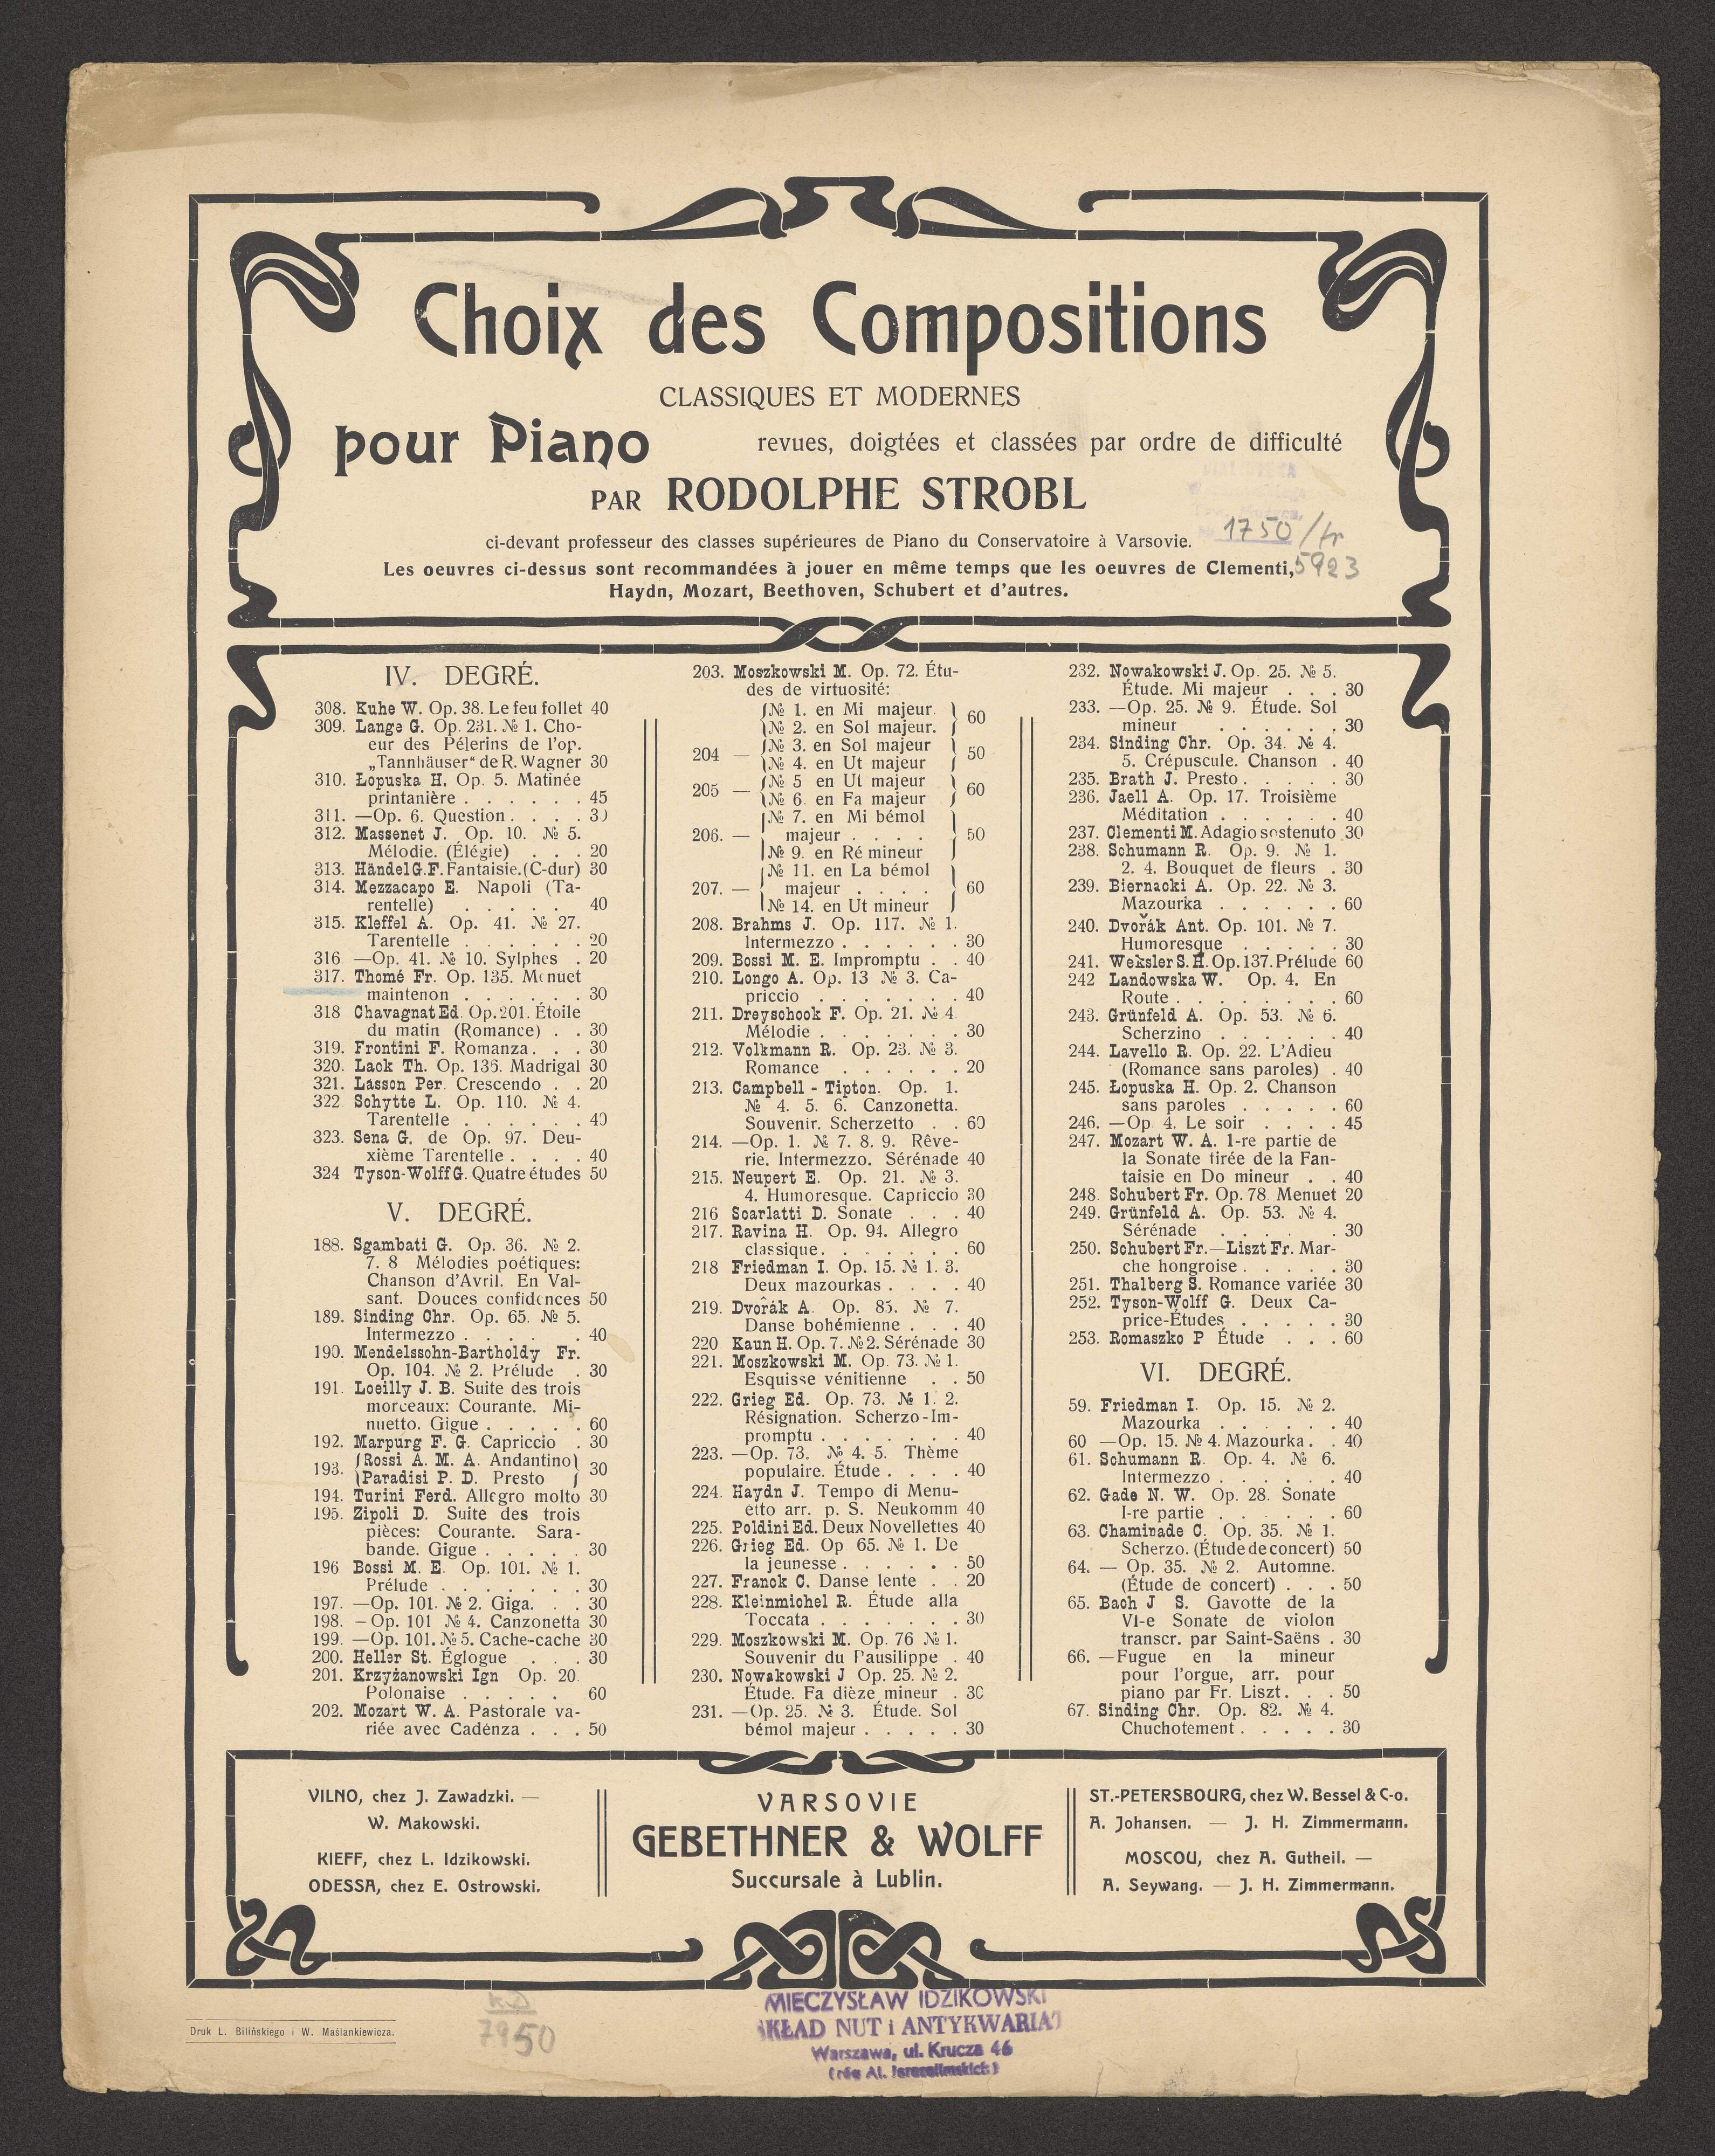 Choix des Compositions
CLASSIQUES ET MODERNES
pour Piano revues, doigtées et classées par ordre de difficulté
PAR RODOLPHE STROBL
1750/fr
ci-devant professeur des classes supérieures de Piano du Conservatoire à Varsovie.
5923
Les oeuvres ci-dessus sont recommandées à jouer en même temps que les oeuvres de Clementi,
Haydn, Mozart, Beethoven, Schubert et d'autres.
IV. DEGRÉ.
308. Kuhe W. Op. 38. Le feu follet 40
309. Lange G. Op. 231. № 1. Cho-
eur des Pélerins de l'op.
„Tannhäuser“ de R. Wagner 30
310. Łopuska H. Op. 5. Matinée
printanière . . . . . . 45
311. —Op. 6. Question . . . . 30
312. Massenet J. Op. 10. № 5.
Mélodie. (Élégie) . . . 20
313. Händel G. F. Fantaisie. (C-dur) 30
314. Mezzacapo E. Napoli (Ta-
rentelle) . . . . . 40
315. Kleffel A. Op. 41. № 27.
Tarentelle . . . . . . 20
316 —Op. 41. № 10. Sylphes . 20
317. Thomé Fr. Op. 135. Menuet
maintenon . . . . . . 30
318 Chavagnat Ed. Op. 201. Étoile
du matin (Romance) . . 30
319. Frontini F. Romanza . . . 30
320. Lack Th. Op. 136. Madrigal 30
321. Lasson Per. Crescendo . . 20
322 Schytte L. Op. 110. № 4.
Tarentelle . . . . . . 40
323. Sena G. de Op. 97. Deu-
xième Tarentelle . . . . 40
324 Tyson-Wolff G. Quatre études 50
V. DEGRÉ.
188. Sgambati G. Op. 36. № 2.
7. 8 Mélodies poétiques:
Chanson d'Avril. En Val-
sant. Douces confidences 50
189. Sinding Chr. Op. 65. № 5.
Intermezzo . . . . . 40
190. Mendelssohn-Bartholdy Fr.
Op. 104. № 2. Prélude . 30
191. Loeilly J. B. Suite des trois
morceaux: Courante. Mi-
nuetto. Gigue . . . . . 60
192. Marpurg F. G. Capriccio . 30
193. Rossi A. M. A. Andantino
Paradisi P. D. Presto 30
194. Turini Ferd. Allegro molto 30
195. Zipoli D. Suite des trois
pièces: Courante. Sara-
bande. Gigue . . . . . 30
196 Bossi M. E. Op. 101. № 1.
Prélude . . . . . . . 30
197. —Op. 101. № 2. Giga. . . 30
198. —Op. 101 № 4. Canzonetta 30
199. —Op. 101. № 5. Cache-cache 30
200. Heller St. Églogue . . . 30
201. Krzyżanowski Ign Op. 20.
Polonaise . . . . . 60
202. Mozart W. A. Pastorale va-
riée avec Cadenza . . . 50
203. Moszkowski M. Op. 72. Étu-
des de virtuosité:
№ 1. en Mi majeur.
№ 2. en Sol majeur. 60
204 — № 3. en Sol majeur
№ 4. en Ut majeur 50
205 — № 5 en Ut majeur
№ 6. en Fa majeur 60
206. — № 7. en Mi bémol
majeur . . . . 50
№ 9. en Ré mineur
207. — № 11. en La bémol
majeur . . . . 60
№ 14. en Ut mineur
208. Brahms J. Op. 117. № 1.
Intermezzo . . . . . . 30
209. Bossi M. E. Impromptu . . 40
210. Longo A. Op. 13 № 3. Ca-
priccio . . . . . . . 40
211. Dreyschock F. Op. 21. № 4
Mélodie . . . . . . . 30
212. Volkmann R. Op. 23. № 3.
Romance . . . . . . 20
213. Campbell - Tipton. Op. 1.
№ 4. 5. 6. Canzonetta.
Souvenir. Scherzetto . . 60
214. —Op. 1. № 7. 8. 9. Rêve-
rie. Intermezzo. Sérénade 40
215. Neupert E. Op. 21. № 3.
4. Humoresque. Capriccio 30
216 Scarlatti D. Sonate . . . 40
217. Ravina H. Op. 94. Allegro
classique. . . . . . . 60
218 Friedman I. Op. 15. № 1. 3.
Deux mazourkas . . . . 40
219. Dvořák A. Op. 85. № 7.
Danse bohémienne . . . 40
220 Kaun H. Op. 7. № 2. Sérénade 30
221. Moszkowski M. Op. 73. № 1.
Esquisse vénitienne . . 50
222. Grieg Ed. Op. 73. № 1. 2.
Résignation. Scherzo-Im-
promptu . . . . . . . 40
223. —Op. 73. № 4. 5. Thème
populaire. Étude . . . . 40
224. Haydn J. Tempo di Menu-
etto arr. p. S. Neukomm 40
225. Poldini Ed. Deux Novellettes 40
226. Grieg Ed. Op 65. № 1. De
la jeunesse . . . . . . 50
227. Franck C. Danse lente . . 20
228. Kleinmichel R. Étude alla
Toccata . . . . . . . 30
229. Moszkowski M. Op. 76 № 1.
Souvenir du Pausilippe . 40
230. Nowakowski J Op. 25. № 2.
Étude. Fa dièze mineur . 30
231. —Op. 25. № 3. Étude. Sol
bémol majeur . . . . . 30
232. Nowakowski J. Op. 25. № 5.
Étude. Mi majeur . . . 30
233. —Op. 25. № 9. Étude. Sol
mineur . . . . . . 30
234. Sinding Chr. Op. 34. № 4.
5. Crépuscule. Chanson . 40
235. Brath J. Presto . . . . . 30
236. Jaell A. Op. 17. Troisième
Méditation . . . . . . 40
237. Clementi M. Adagio sostenuto 30
238. Schumann R. Op. 9. № 1.
2. 4. Bouquet de fleurs . 30
239. Biernacki A. Op. 22. № 3.
Mazourka . . . . . . 60
240. Dvořák Ant. Op. 101. № 7.
Humoresque . . . . . 30
241. Weksler S. H. Op. 137. Prélude 60
242 Landowska W. Op. 4. En
Route . . . . . . . 60
243. Grünfeld A. Op. 53. № 6.
Scherzino . . . . . . 40
244. Lavello R. Op. 22. L'Adieu
(Romance sans paroles) . 40
245. Łopuska H. Op. 2. Chanson
sans paroles . . . . . 60
246. —Op 4. Le soir . . . . 45
247. Mozart W. A. 1-re partie de
la Sonate tirée de la Fan-
taisie en Do mineur . . 40
248. Schubert Fr. Op. 78 Menuet 20
249. Grünfeld A. Op. 53. № 4.
Sérénade . . . . . . 30
250. Schubert Fr.—Liszt Fr. Mar-
che hongroise . . . . . 30
251. Thalberg S. Romance variée 30
252. Tyson-Wolff G. Deux Ca-
price-Études . . . . . 30
253. Romaszko P Étude . . . 60
VI. DEGRÉ.
59. Friedman I. Op. 15. № 2.
Mazourka . . . . . . 40
60 —Op. 15. № 4. Mazourka . . 40
61. Schumann R. Op. 4. № 6.
Intermezzo . . . . . . 40
62. Gade N. W. Op. 28. Sonate
I-re partie . . . . . . 60
63. Chaminade C. Op. 35. № 1.
Scherzo. (Étude de concert) 50
64. — Op. 35. № 2. Automne.
(Étude de concert) . . . 50
65. Bach J S. Gavotte de la
VI-e Sonate de violon
transcr. par Saint-Saëns . 30
66. —Fugue en la mineur
pour l'orgue, arr. pour
piano par Fr. Liszt . . . 50
67. Sinding Chr. Op. 82. № 4.
Chuchotement . . . . . 30
VILNO, chez J. Zawadzki. —
W. Makowski.
KIEFF, chez L. Idzikowski.
ODESSA, chez E. Ostrowski.
VARSOVIE
GEBETHNER & WOLFF
Succursale à Lublin.
ST.-PETERSBOURG, chez W. Bessel & C-o.
A. Johansen. — J. H. Zimmermann.
MOSCOU, chez A. Gutheil. —
A. Seywang. — J. H. Zimmermann.
Druk L. Bilińskiego i W. Maślankiewicza.
7950
MIECZYSŁAW IDZIKOWSKI
SKŁAD NUT i ANTYKWARIAT
Warszawa, ul. Krucza 46
(róg Al. Jerozolimskich)